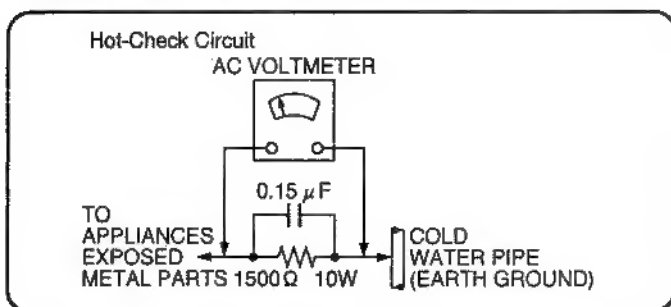 Hot-Check Circuit
AC VOLTMETER
0.15 µF
TO
APPLIANCES
EXPOSED
METAL PARTS
1500Ω 10W
COLD
WATER PIPE
(EARTH GROUND)